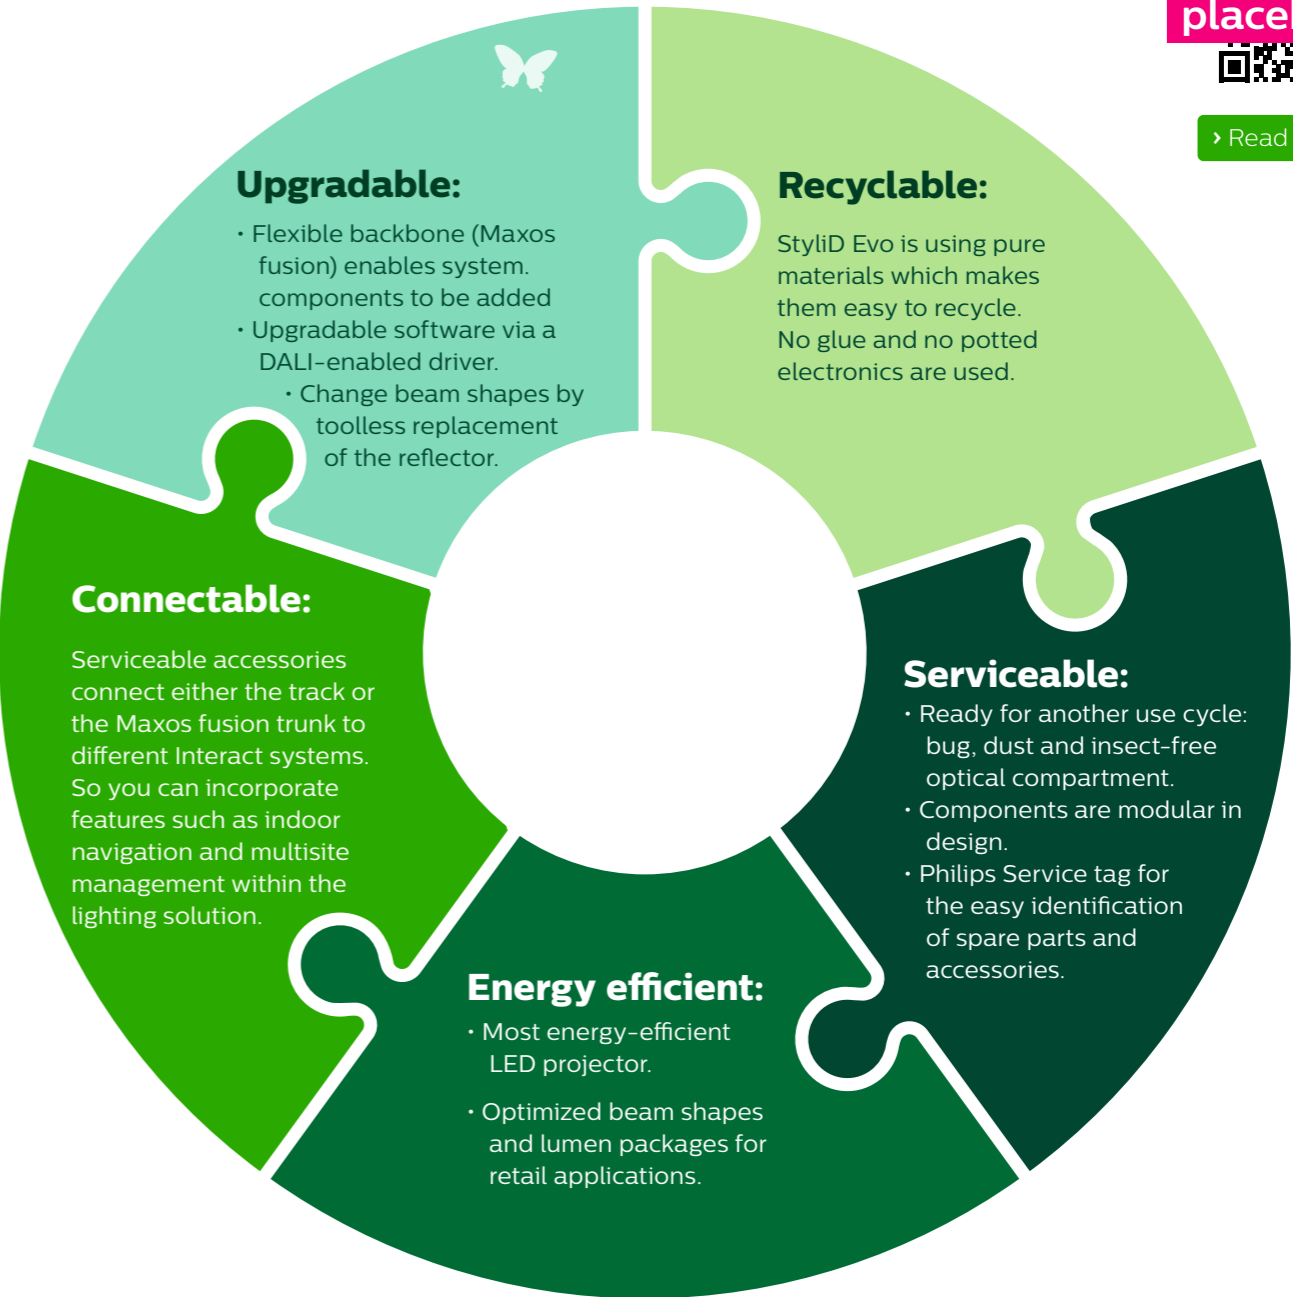 place
› Read
Upgradable:
• Flexible backbone (Maxos
fusion) enables system.
components to be added
• Upgradable software via a
DALI-enabled driver.
• Change beam shapes by
toolless replacement
of the reflector.
Recyclable:
StyliD Evo is using pure
materials which makes
them easy to recycle.
No glue and no potted
electronics are used.
Connectable:
Serviceable accessories
connect either the track or
the Maxos fusion trunk to
different Interact systems.
So you can incorporate
features such as indoor
navigation and multisite
management within the
lighting solution.
Serviceable:
• Ready for another use cycle:
bug, dust and insect-free
optical compartment.
• Components are modular in
design.
• Philips Service tag for
the easy identification
of spare parts and
accessories.
Energy efficient:
• Most energy-efficient
LED projector.
• Optimized beam shapes
and lumen packages for
retail applications.